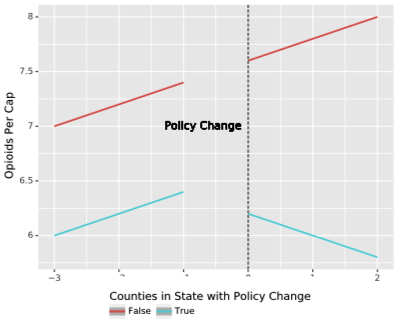 8
7.5
7
6.5
6
Opioids Per Cap
Policy Change
−3
2
Counties in State with Policy Change
False True